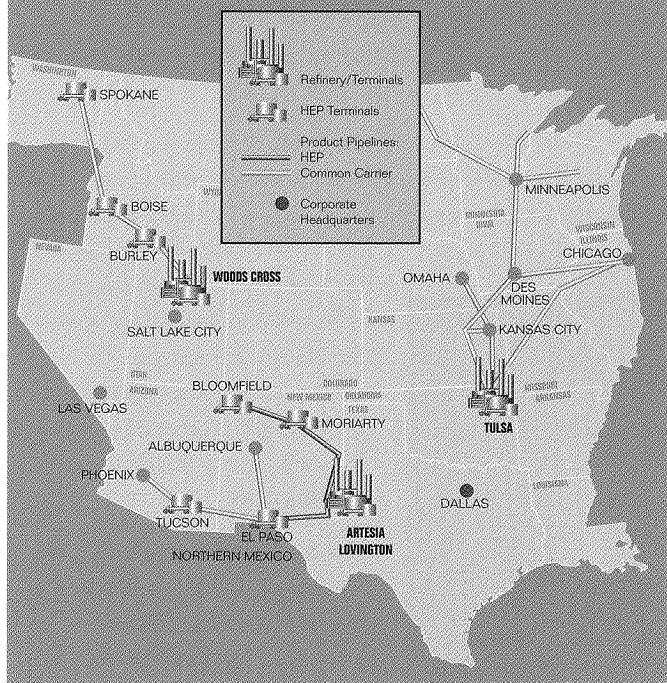 WASHINGTON
SPOKANE
Refinery/Terminals
HEP Terminals
Product Pipelines:
HEP
Common Carrier
Corporate
Headquarters
MINNEAPOLIS
BOISE
MINNESOTA
IOWA
WISCONSIN
ILLINOIS
NEVADA
BURLEY
CHICAGO
WOODS CROSS
OMAHA
DES
MOINES
SALT LAKE CITY
KANSAS
KANSAS CITY
UTAH
ARIZONA
COLORADO
NEW MEXICO
OKLAHOMA
TEXAS
MISSOURI
ARKANSAS
BLOOMFIELD
LAS VEGAS
MORIARTY
TULSA
ALBUQUERQUE
PHOENIX
LOUISIANA
DALLAS
TUCSON
EL PASO
ARTESIA
LOVINGTON
NORTHERN MEXICO